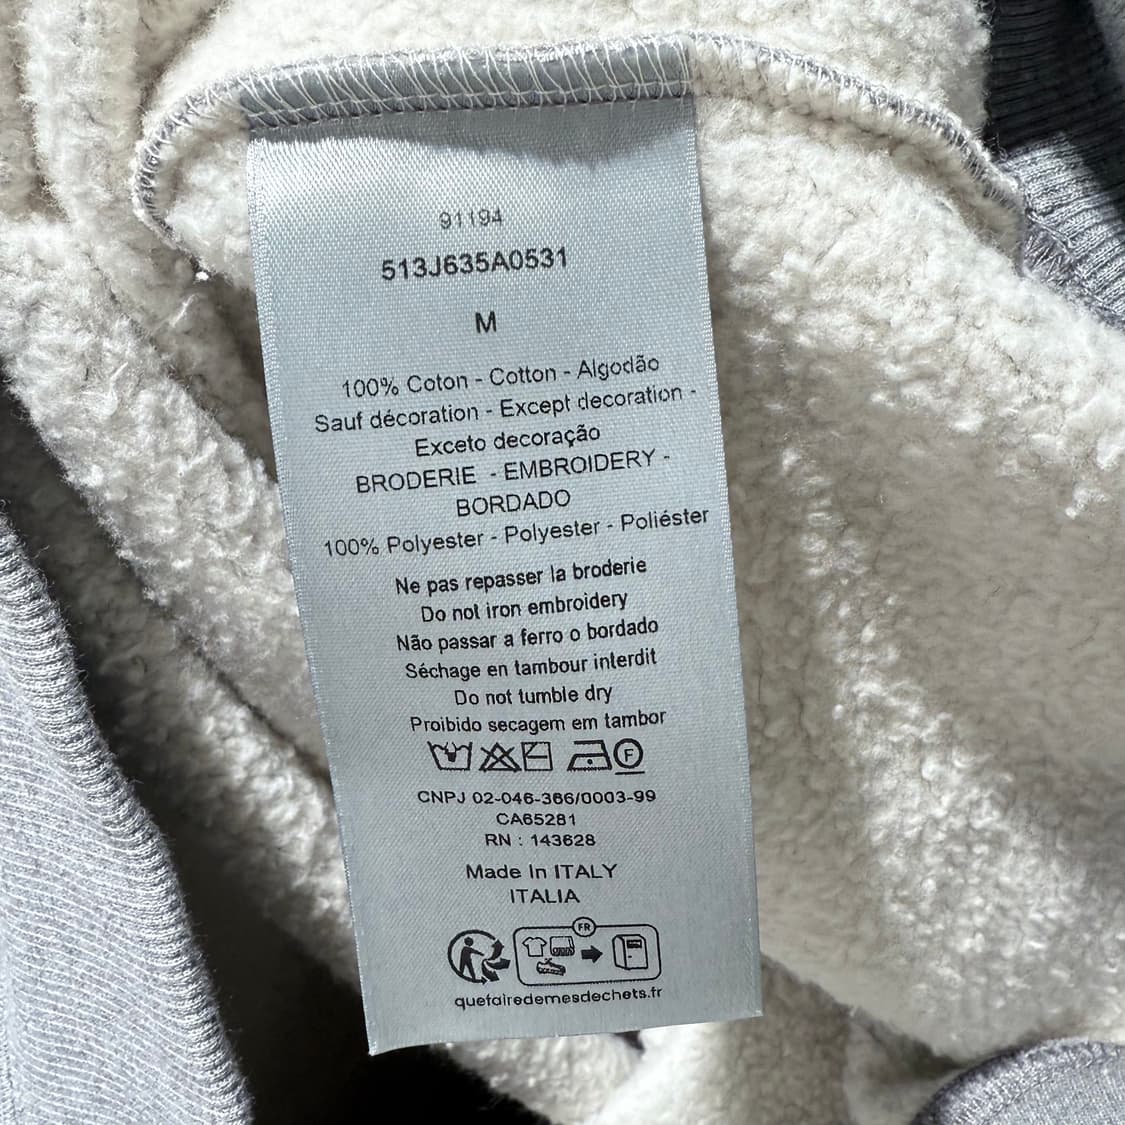 91194
513J635A0531
M
100% Coton - Cotton - Algodão
Sauf décoration - Except decoration -
Exceto decoração
BRODERIE - EMBROIDERY -
BORDADO
100% Polyester - Polyester - Poliéster
Ne pas repasser la broderie
Do not iron embroidery
Não passar a ferro o bordado
Séchage en tambour interdit
Do not tumble dry
Proibido secagem em tambor
F
CNPJ 02-046-366/0003-99
CA65281
RN : 143628
Made In ITALY
ITALIA
FR
quefairedemesdechets.fr